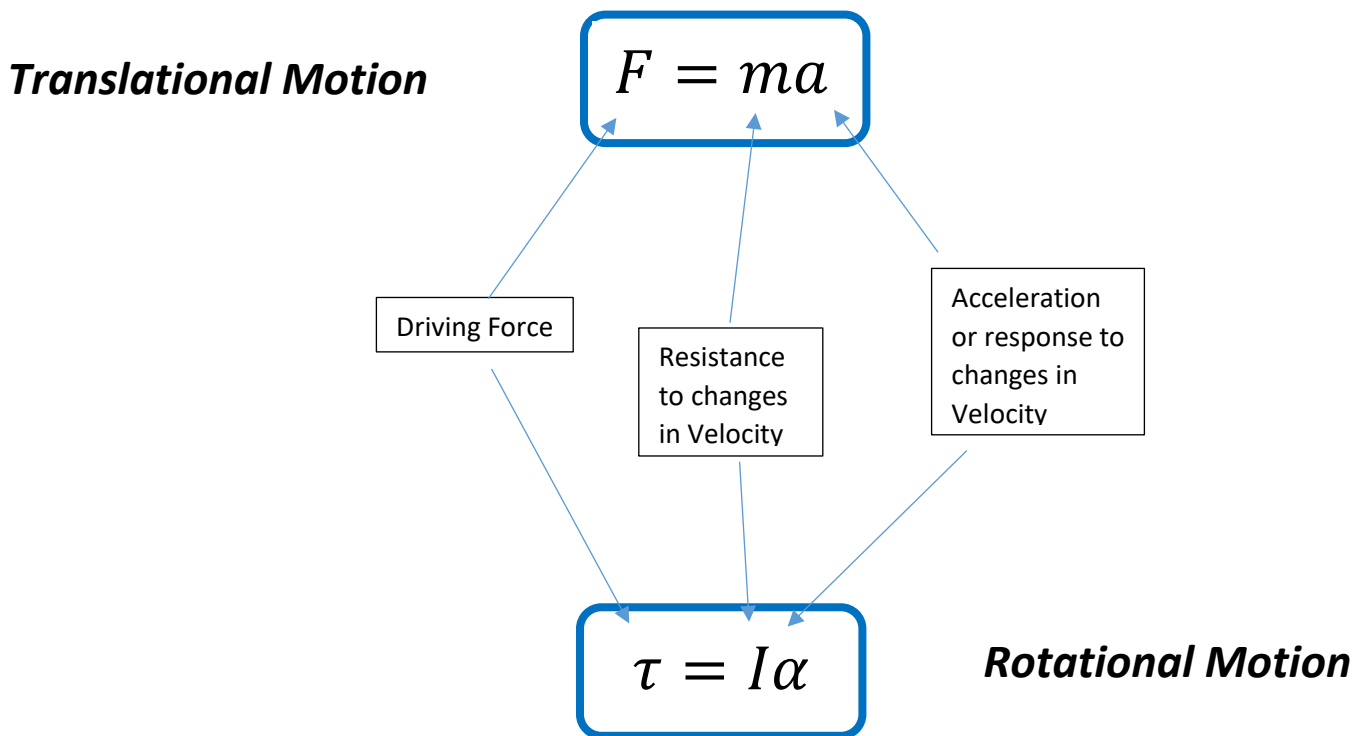 Translational Motion
F = ma
Driving Force
Resistance
to changes
in Velocity
Acceleration
or response to
changes in
Velocity
τ = Iα
Rotational Motion